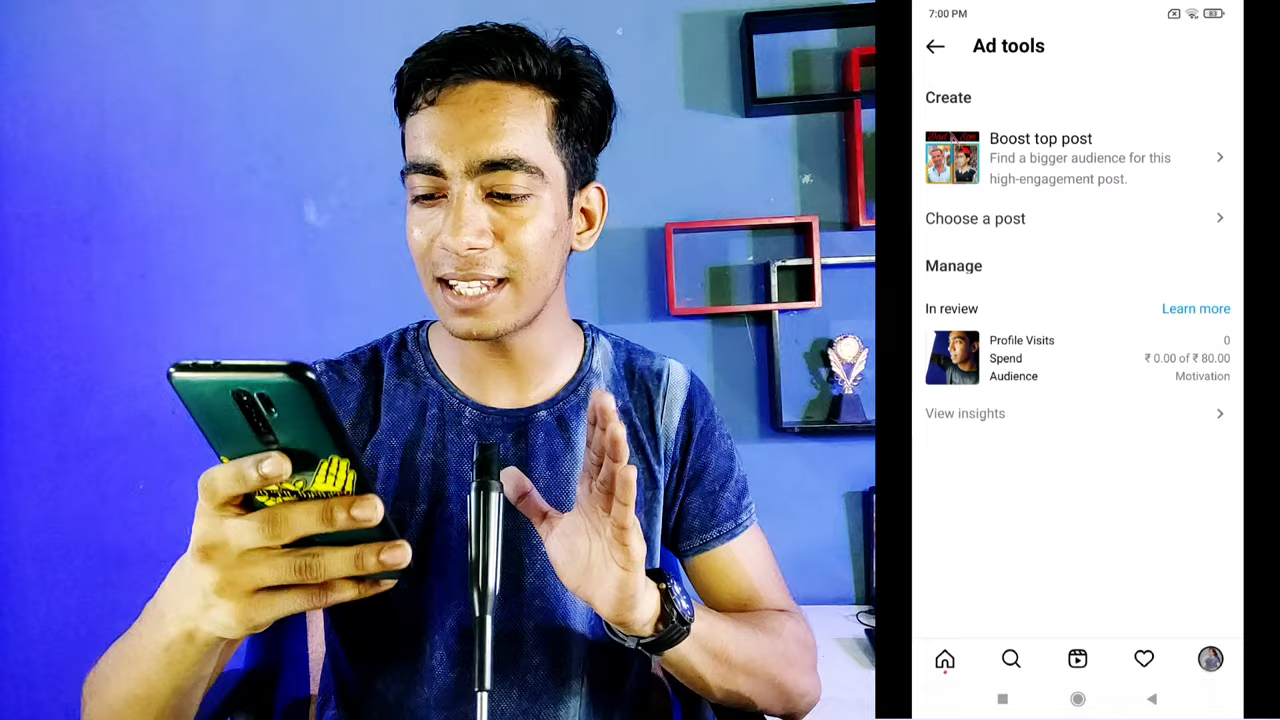 7:00 PM
83
Ad tools
Create
Boost top post
Find a bigger audience for this
high-engagement post.
Choose a post
Manage
In review
Learn more
Profile Visits 0
Spend ₹ 0.00 of ₹ 80.00
Audience Motivation
View insights